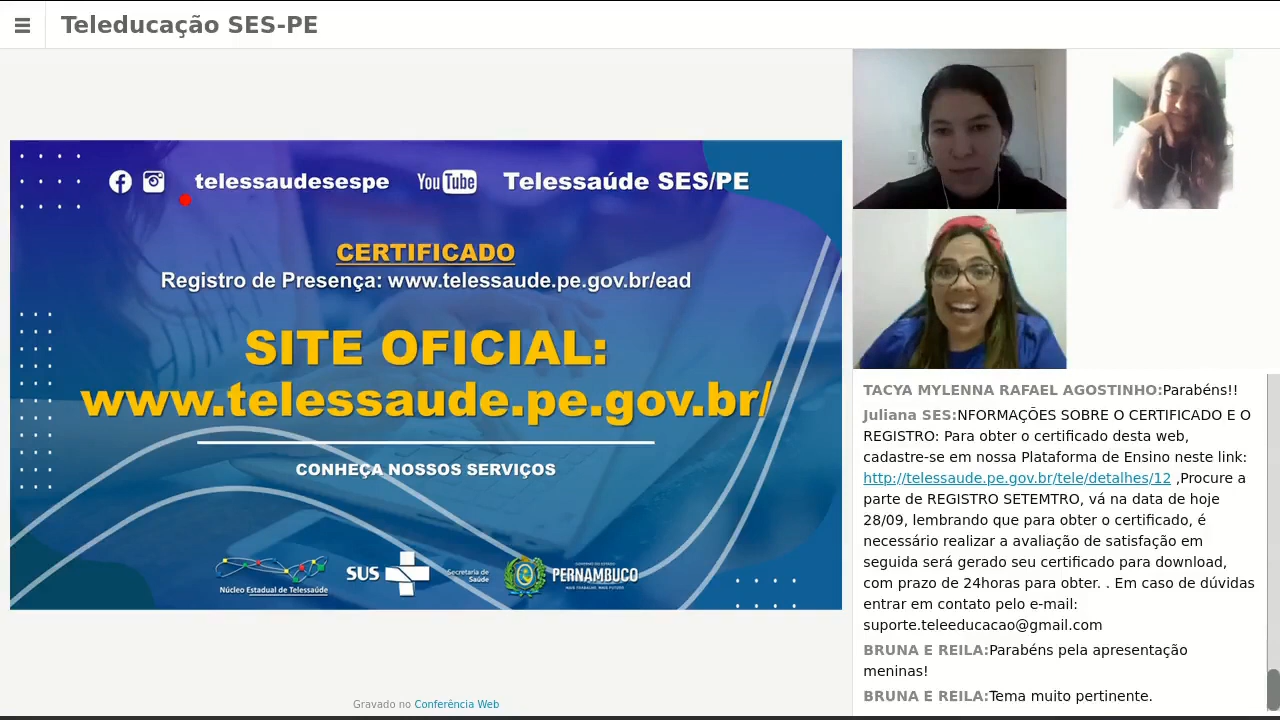 Teleducação SES-PE
telessaudesespe YouTube Telessaúde SES/PE
CERTIFICADO
Registro de Presença: www.telessaude.pe.gov.br/ead
SITE OFICIAL:
www.telessaude.pe.gov.br/
CONHEÇA NOSSOS SERVIÇOS
Núcleo Estadual de Telessaúde
SUS
Secretaria de
Saúde
GOVERNO DO ESTADO
PERNAMBUCO
MAIS TRABALHO, MAIS FUTURO
Gravado no Conferência Web
TACYA MYLENNA RAFAEL AGOSTINHO:Parabéns!!
Juliana SES:NFORMAÇÕES SOBRE O CERTIFICADO E O
REGISTRO: Para obter o certificado desta web,
cadastre-se em nossa Plataforma de Ensino neste link:
http://telessaude.pe.gov.br/tele/detalhes/12 ,Procure a
parte de REGISTRO SETEMTRO, vá na data de hoje
28/09, lembrando que para obter o certificado, é
necessário realizar a avaliação de satisfação em
seguida será gerado seu certificado para download,
com prazo de 24horas para obter. . Em caso de dúvidas
entrar em contato pelo e-mail:
suporte.teleeducacao@gmail.com
BRUNA E REILA:Parabéns pela apresentação
meninas!
BRUNA E REILA:Tema muito pertinente.